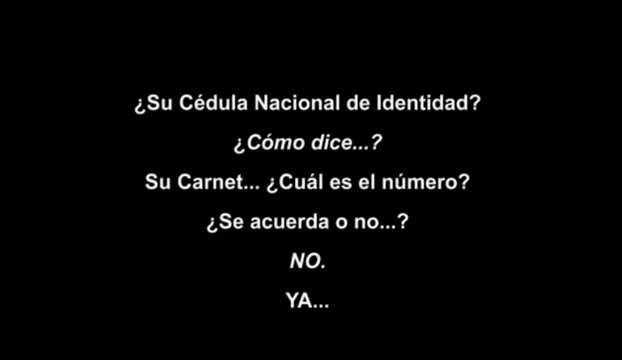 ¿Su Cédula Nacional de Identidad?
¿Cómo dice...?
Su Carnet... ¿Cuál es el número?
¿Se acuerda o no...?
NO.
YA...